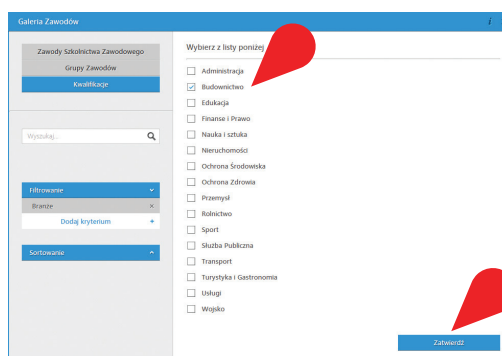 Galeria Zawodów
i
Zawody Szkolnictwa Zawodowego
Grupy Zawodów
Kwalifikacje
Wyszukaj...
Filtrowanie
Branże
Dodaj kryterium +
Sortowanie
Wybierz z listy poniżej
Administracja
Budownictwo
Edukacja
Finanse i Prawo
Nauka i sztuka
Nieruchomości
Ochrona Środowiska
Ochrona Zdrowia
Przemysł
Rolnictwo
Sport
Służba Publiczna
Transport
Turystyka i Gastronomia
Usługi
Wojsko
Zatwierdź